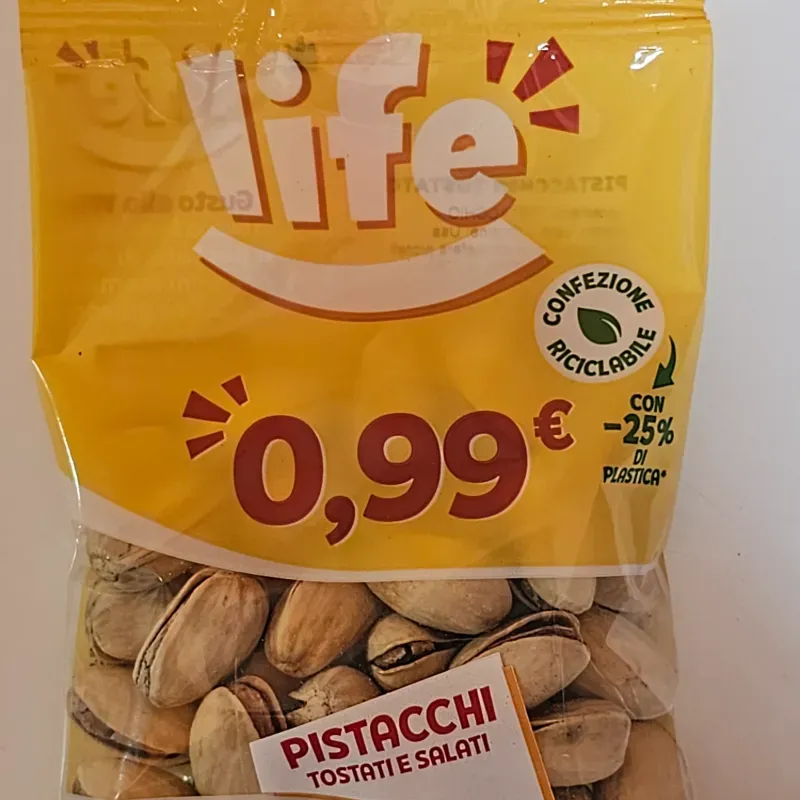 life
CONFEZIONE
RICICLABILE
CON
-25%
DI
PLASTICA*
0,99€
PISTACCHI
TOSTATI E SALATI